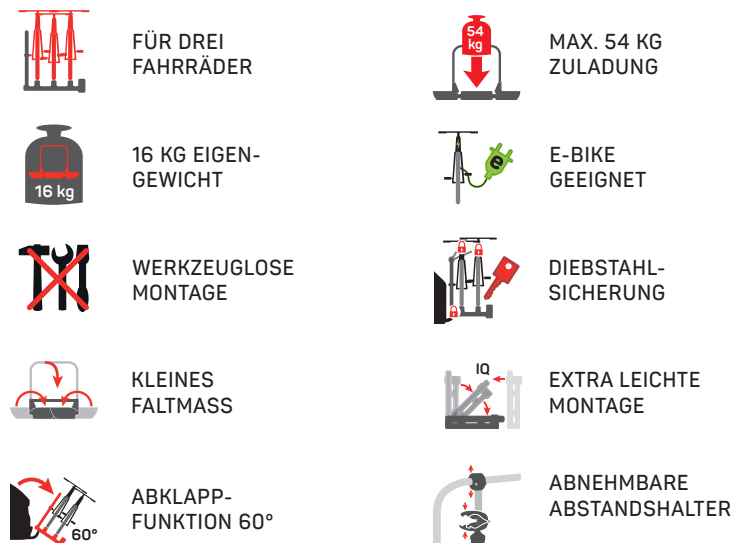 FÜR DREI
FAHRRÄDER
54
kg
MAX. 54 KG
ZULADUNG
16 kg
16 KG EIGEN-
GEWICHT
e
E-BIKE
GEEIGNET
WERKZEUGLOSE
MONTAGE
DIEBSTAHL-
SICHERUNG
KLEINES
FALTMASS
IQ
EXTRA LEICHTE
MONTAGE
60°
ABKLAPP-
FUNKTION 60°
ABNEHMBARE
ABSTANDSHALTER